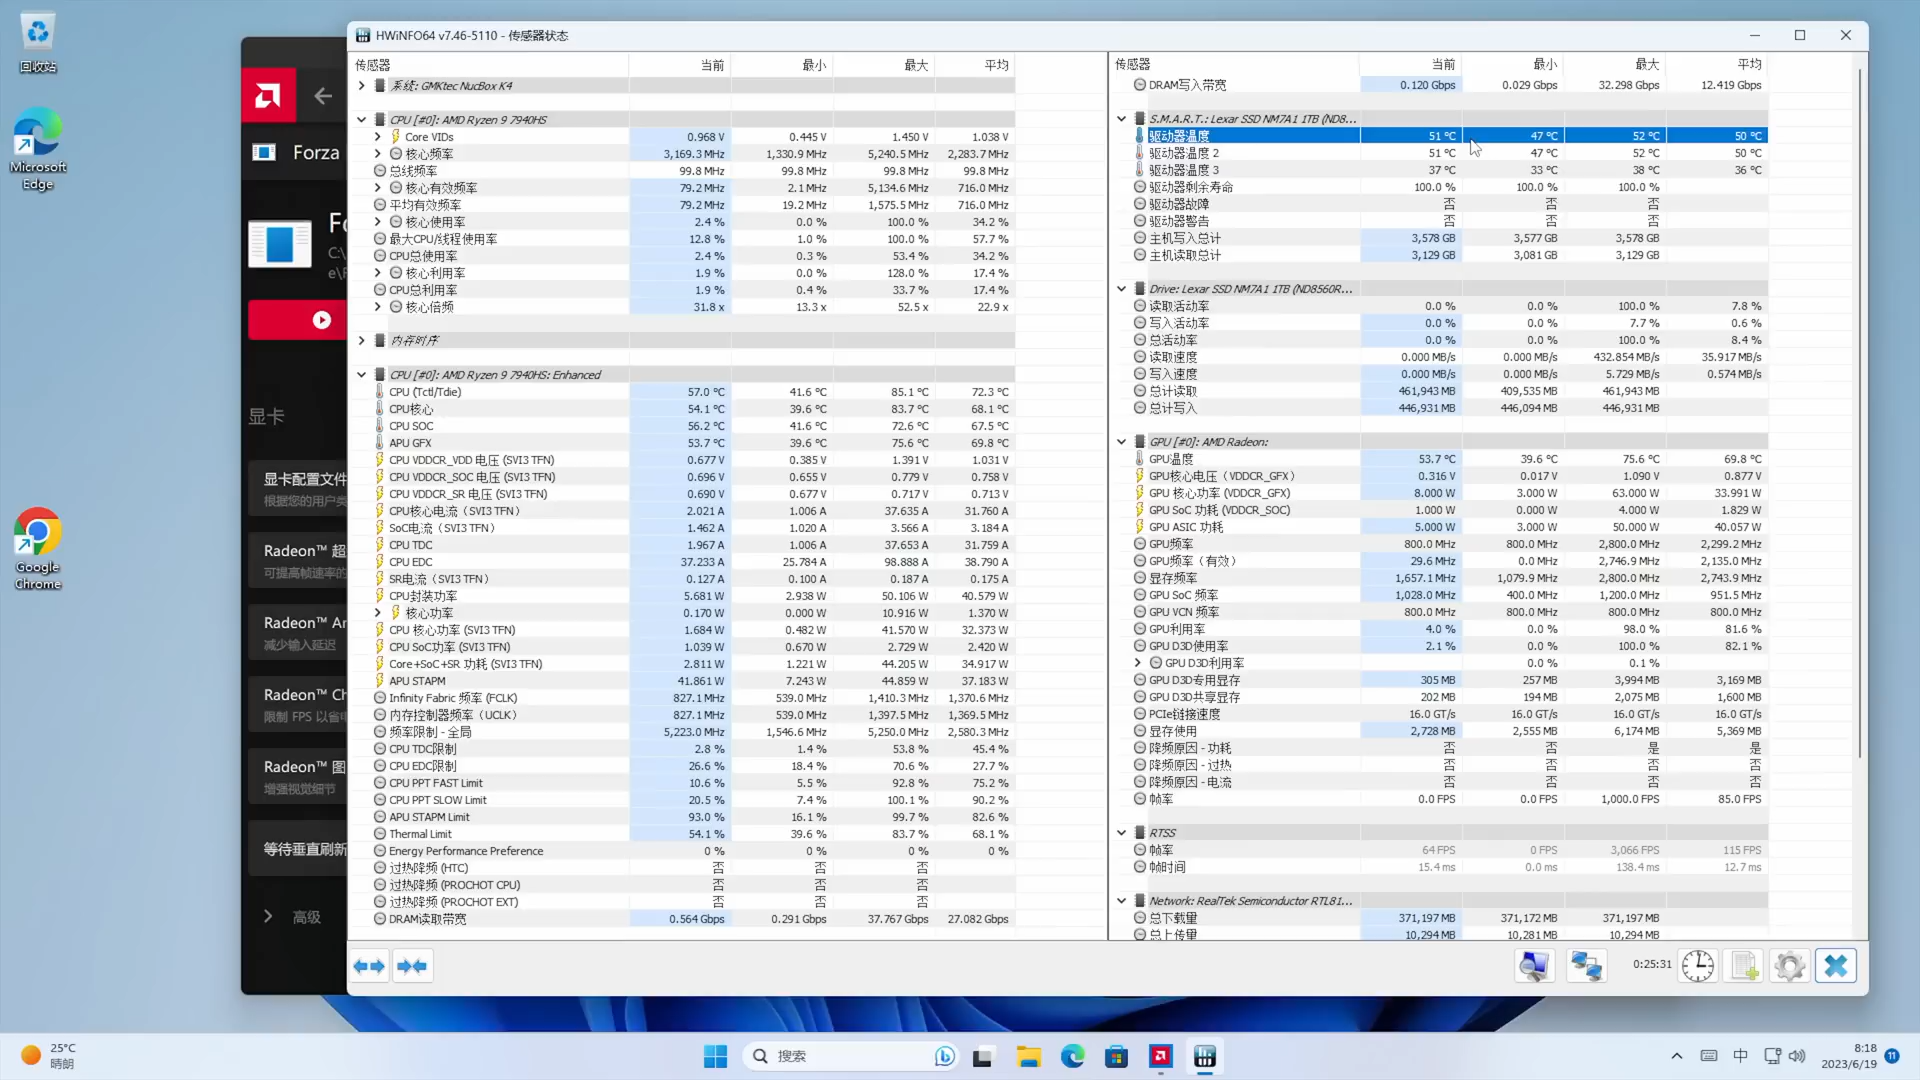 回收站
Microsoft
Edge
Google
Chrome
Forza
C:\
显卡
显卡配置文件
根据您的用户类
Radeon™ 超
可提高帧速率的
Radeon™ An
减少输入延迟
Radeon™ Ch
限制 FPS 以省
Radeon™ 图
增强视觉细节
等待垂直刷新
高级
HWiNFO64 v7.46-5110 - 传感器状态
传感器 当前 最小 最大 平均
系统: GMKtec NucBox K4
CPU [#0]: AMD Ryzen 9 7940HS
Core VIDs 0.968 V 0.445 V 1.450 V 1.038 V
核心频率 3,169.3 MHz 1,330.9 MHz 5,240.5 MHz 2,283.7 MHz
总线频率 99.8 MHz 99.8 MHz 99.8 MHz 99.8 MHz
核心有效频率 79.2 MHz 2.1 MHz 5,134.6 MHz 716.0 MHz
平均有效频率 79.2 MHz 19.2 MHz 1,575.5 MHz 716.0 MHz
核心使用率 2.4 % 0.0 % 100.0 % 34.2 %
最大CPU/线程使用率 12.8 % 1.0 % 100.0 % 57.7 %
CPU总使用率 2.4 % 0.3 % 53.4 % 34.2 %
核心利用率 1.9 % 0.0 % 128.0 % 17.4 %
CPU总利用率 1.9 % 0.4 % 33.7 % 17.4 %
核心倍频 31.8 x 13.3 x 52.5 x 22.9 x
内存时序
CPU [#0]: AMD Ryzen 9 7940HS: Enhanced
CPU (Tctl/Tdie) 57.0 °C 41.6 °C 85.1 °C 72.3 °C
CPU核心 54.1 °C 39.6 °C 83.7 °C 68.1 °C
CPU SOC 56.2 °C 41.6 °C 72.6 °C 67.5 °C
APU GFX 53.7 °C 39.6 °C 75.6 °C 69.8 °C
CPU VDDCR_VDD 电压 (SVI3 TFN) 0.677 V 0.385 V 1.391 V 1.031 V
CPU VDDCR_SOC 电压 (SVI3 TFN) 0.696 V 0.655 V 0.779 V 0.758 V
CPU VDDCR_SR 电压 (SVI3 TFN) 0.690 V 0.677 V 0.717 V 0.713 V
CPU核心电流（SVI3 TFN） 2.021 A 1.006 A 37.635 A 31.760 A
SoC电流（SVI3 TFN） 1.462 A 1.020 A 3.566 A 3.184 A
CPU TDC 1.967 A 1.006 A 37.653 A 31.759 A
CPU EDC 37.233 A 25.784 A 98.888 A 38.790 A
SR电流（SVI3 TFN） 0.127 A 0.100 A 0.187 A 0.175 A
CPU封装功率 5.681 W 2.938 W 50.106 W 40.579 W
核心功率 0.170 W 0.000 W 10.916 W 1.370 W
CPU 核心功率 (SVI3 TFN) 1.684 W 0.482 W 41.570 W 32.373 W
CPU SoC功率 (SVI3 TFN) 1.039 W 0.670 W 2.729 W 2.420 W
Core+SoC+SR 功耗 (SVI3 TFN) 2.811 W 1.221 W 44.205 W 34.917 W
APU STAPM 41.861 W 7.243 W 44.859 W 37.183 W
Infinity Fabric 频率 (FCLK) 827.1 MHz 539.0 MHz 1,410.3 MHz 1,370.6 MHz
内存控制器频率（UCLK） 827.1 MHz 539.0 MHz 1,397.5 MHz 1,369.5 MHz
频率限制 - 全局 5,223.0 MHz 1,546.6 MHz 5,250.0 MHz 2,580.3 MHz
CPU TDC限制 2.8 % 1.4 % 53.8 % 45.4 %
CPU EDC限制 26.6 % 18.4 % 70.6 % 27.7 %
CPU PPT FAST Limit 10.6 % 5.5 % 92.8 % 75.2 %
CPU PPT SLOW Limit 20.5 % 7.4 % 100.1 % 90.2 %
APU STAPM Limit 93.0 % 16.1 % 99.7 % 82.6 %
Thermal Limit 54.1 % 39.6 % 83.7 % 68.1 %
Energy Performance Preference 0 % 0 % 0 % 0 %
过热降频 (HTC) 否 否 否
过热降频 (PROCHOT CPU) 否 否 否
过热降频 (PROCHOT EXT) 否 否 否
DRAM读取带宽 0.564 Gbps 0.291 Gbps 37.767 Gbps 27.082 Gbps
传感器 当前 最小 最大 平均
DRAM写入带宽 0.120 Gbps 0.029 Gbps 32.298 Gbps 12.419 Gbps
S.M.A.R.T.: Lexar SSD NM7A1 1TB (ND8...
驱动器温度 51 °C 47 °C 52 °C 50 °C
驱动器温度 2 51 °C 47 °C 52 °C 50 °C
驱动器温度 3 37 °C 33 °C 38 °C 36 °C
驱动器剩余寿命 100.0 % 100.0 % 100.0 %
驱动器故障 否 否 否
驱动器警告 否 否 否
主机写入总计 3,578 GB 3,577 GB 3,578 GB
主机读取总计 3,129 GB 3,081 GB 3,129 GB
Drive: Lexar SSD NM7A1 1TB (ND8560R...
读取活动率 0.0 % 0.0 % 100.0 % 7.8 %
写入活动率 0.0 % 0.0 % 7.7 % 0.6 %
总活动率 0.0 % 0.0 % 100.0 % 8.4 %
读取速度 0.000 MB/s 0.000 MB/s 432.854 MB/s 35.917 MB/s
写入速度 0.000 MB/s 0.000 MB/s 5.729 MB/s 0.574 MB/s
总计读取 461,943 MB 409,535 MB 461,943 MB
总计写入 446,931 MB 446,094 MB 446,931 MB
GPU [#0]: AMD Radeon:
GPU温度 53.7 °C 39.6 °C 75.6 °C 69.8 °C
GPU核心电压（VDDCR_GFX） 0.316 V 0.017 V 1.090 V 0.877 V
GPU 核心功率 (VDDCR_GFX) 8.000 W 3.000 W 63.000 W 33.991 W
GPU SoC 功耗 (VDDCR_SOC) 1.000 W 0.000 W 4.000 W 1.829 W
GPU ASIC 功耗 5.000 W 3.000 W 50.000 W 40.057 W
GPU频率 800.0 MHz 800.0 MHz 2,800.0 MHz 2,299.2 MHz
GPU频率（有效） 29.6 MHz 0.0 MHz 2,746.9 MHz 2,135.0 MHz
显存频率 1,657.1 MHz 1,079.9 MHz 2,800.0 MHz 2,743.9 MHz
GPU SoC 频率 1,028.0 MHz 400.0 MHz 1,200.0 MHz 951.5 MHz
GPU VCN 频率 800.0 MHz 800.0 MHz 800.0 MHz 800.0 MHz
GPU利用率 4.0 % 0.0 % 98.0 % 81.6 %
GPU D3D使用率 2.1 % 0.0 % 100.0 % 82.1 %
GPU D3D利用率 0.0 % 0.1 %
GPU D3D专用显存 305 MB 257 MB 3,994 MB 3,169 MB
GPU D3D共享显存 202 MB 194 MB 2,075 MB 1,600 MB
PCIe链接速度 16.0 GT/s 16.0 GT/s 16.0 GT/s 16.0 GT/s
显存使用 2,728 MB 2,555 MB 6,174 MB 5,369 MB
降频原因 - 功耗 否 否 是 是
降频原因 - 过热 否 否 否 否
降频原因 - 电流 否 否 否 否
帧率 0.0 FPS 0.0 FPS 1,000.0 FPS 85.0 FPS
RTSS
帧率 64 FPS 0 FPS 3,066 FPS 115 FPS
帧时间 15.4 ms 0.0 ms 138.4 ms 12.7 ms
Network: RealTek Semiconductor RTL81...
总下载量 371,197 MB 371,172 MB 371,197 MB
总上传量 10,294 MB 10,281 MB 10,294 MB
0:25:31
25°C
晴朗
搜索
中
8:18
2023/6/19
11